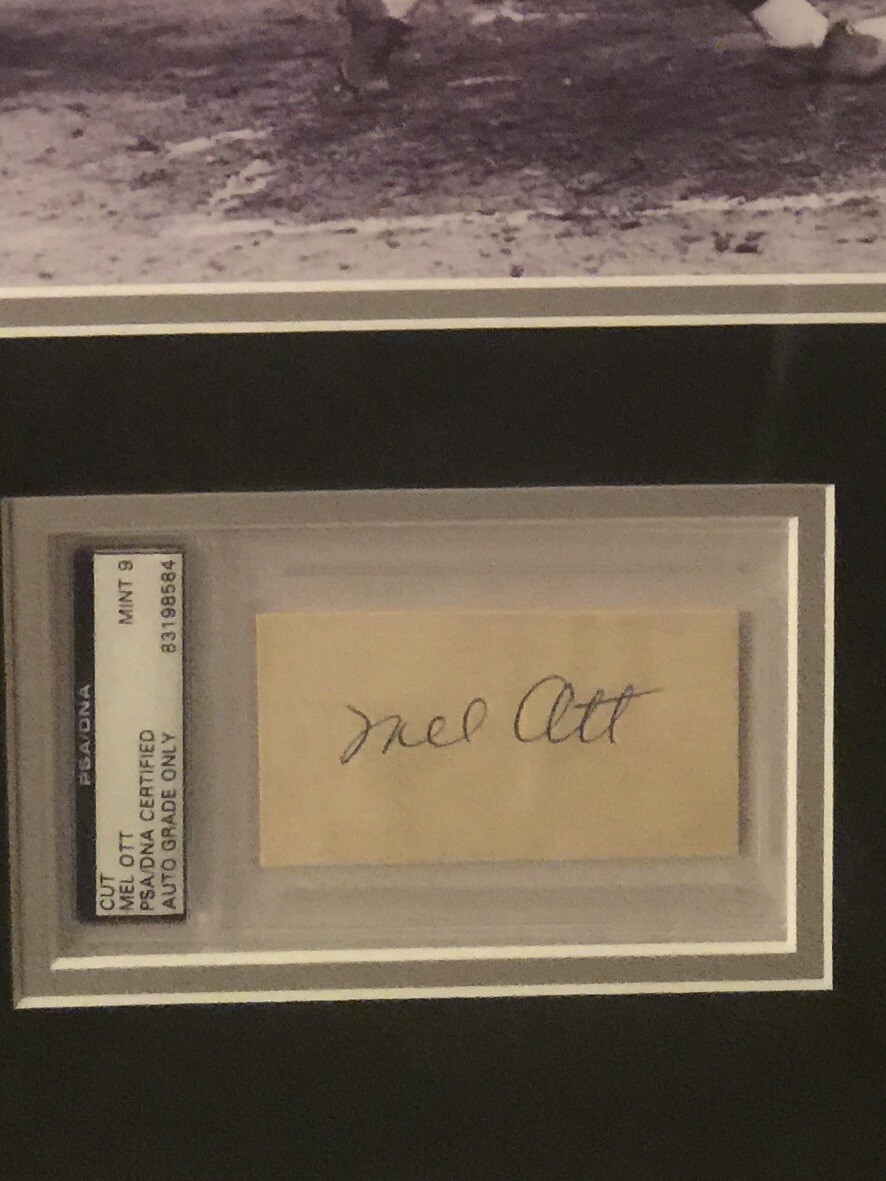 PSA/DNA
CUT MINT 9
MEL OTT
PSA/DNA CERTIFIED 83198584
AUTO GRADE ONLY
Mel Ott